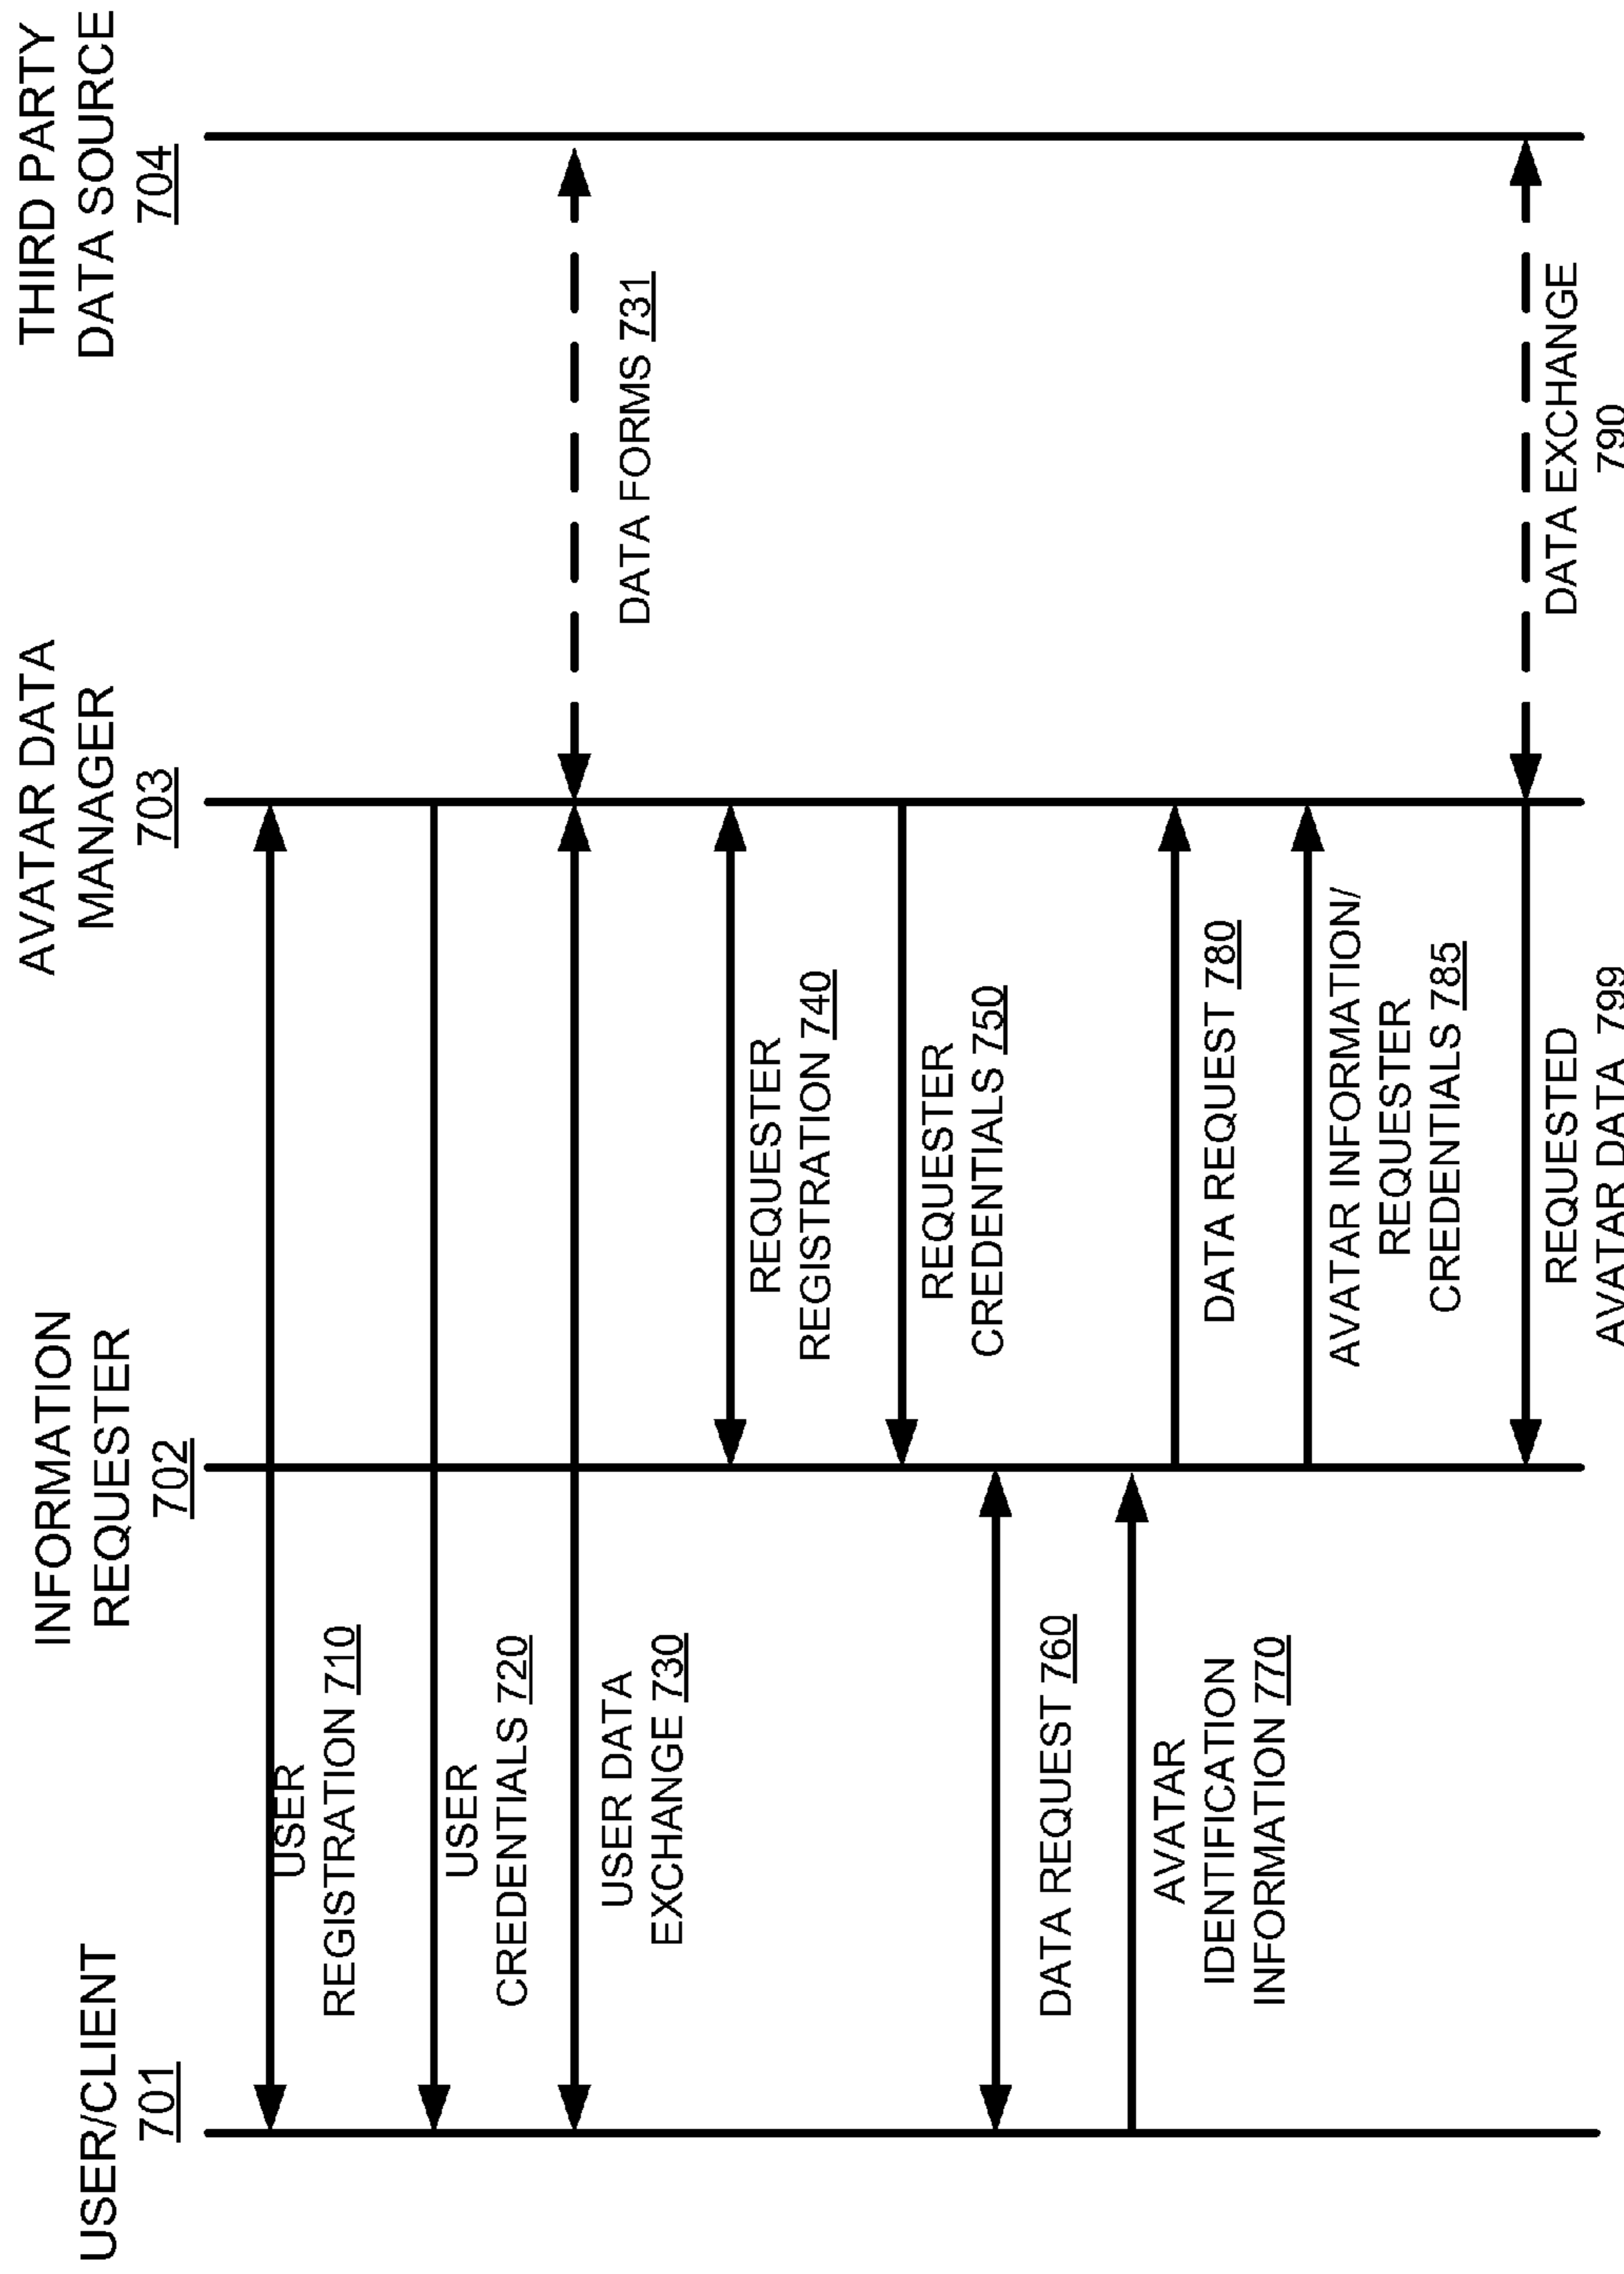 USER/CLIENT
701
INFORMATION
REQUESTER
702
AVATAR DATA
MANAGER
703
THIRD PARTY
DATA SOURCE
704
USER
REGISTRATION 710
USER
CREDENTIALS 720
USER DATA
EXCHANGE 730
DATA FORMS 731
REQUESTER
REGISTRATION 740
REQUESTER
CREDENTIALS 750
DATA REQUEST 760
AVATAR
IDENTIFICATION
INFORMATION 770
DATA REQUEST 780
AVATAR INFORMATION/
REQUESTER
CREDENTIALS 785
REQUESTED
AVATAR DATA 799
DATA EXCHANGE
790